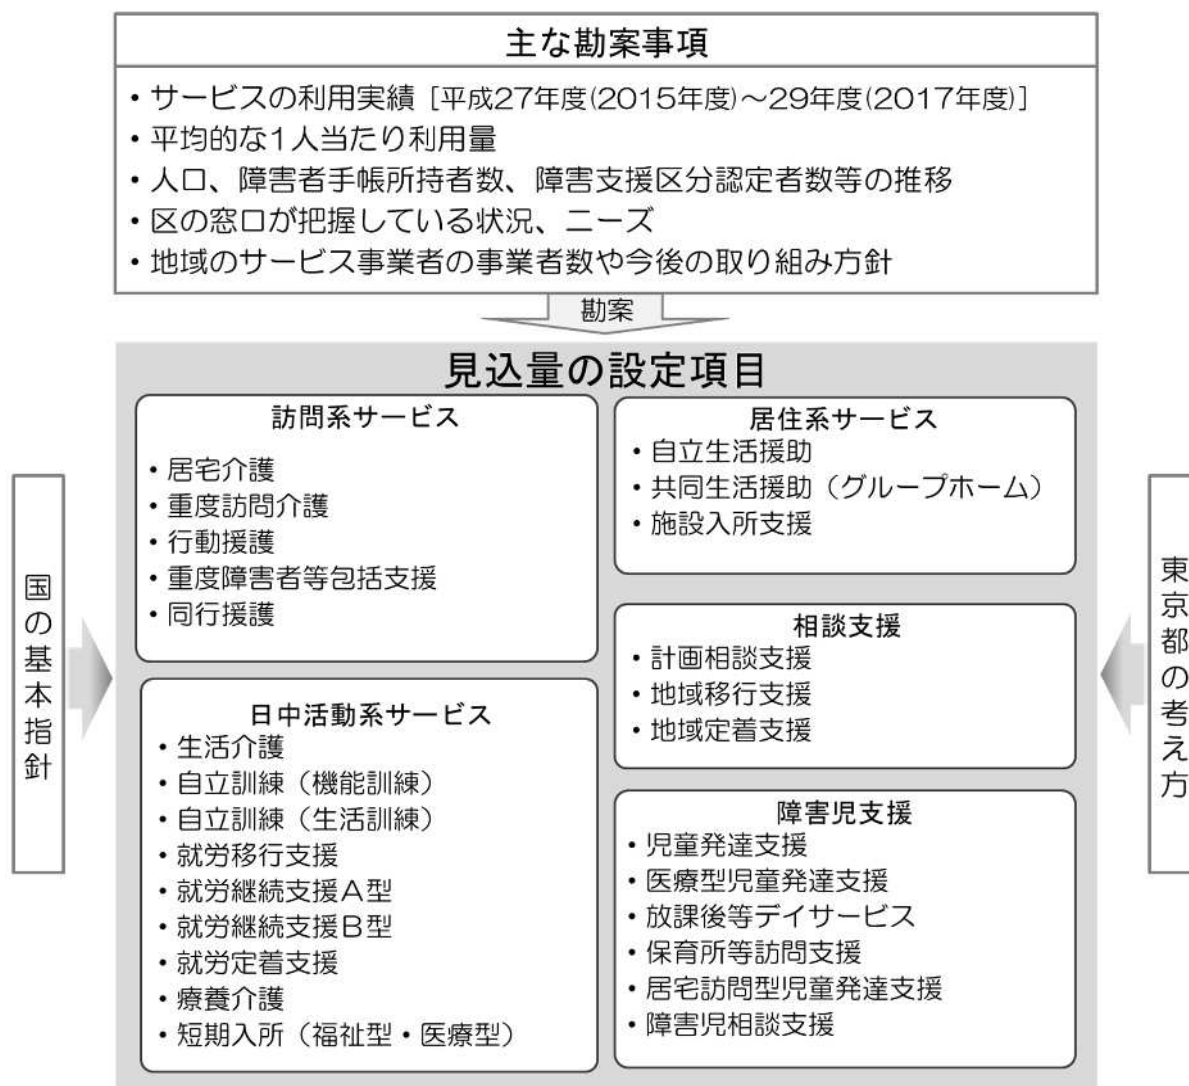 主な勘案事項
・サービスの利用実績［平成27年度(2015年度)～29年度(2017年度)］
・平均的な1人当たり利用量
・人口、障害者手帳所持者数、障害支援区分認定者数等の推移
・区の窓口が把握している状況、ニーズ
・地域のサービス事業者の事業者数や今後の取り組み方針
勘案
見込量の設定項目
国の基本指針
訪問系サービス
・居宅介護
・重度訪問介護
・行動援護
・重度障害者等包括支援
・同行援護
日中活動系サービス
・生活介護
・自立訓練（機能訓練）
・自立訓練（生活訓練）
・就労移行支援
・就労継続支援A型
・就労継続支援B型
・就労定着支援
・療養介護
・短期入所（福祉型・医療型）
居住系サービス
・自立生活援助
・共同生活援助（グループホーム）
・施設入所支援
相談支援
・計画相談支援
・地域移行支援
・地域定着支援
障害児支援
・児童発達支援
・医療型児童発達支援
・放課後等デイサービス
・保育所等訪問支援
・居宅訪問型児童発達支援
・障害児相談支援
東京都の考え方